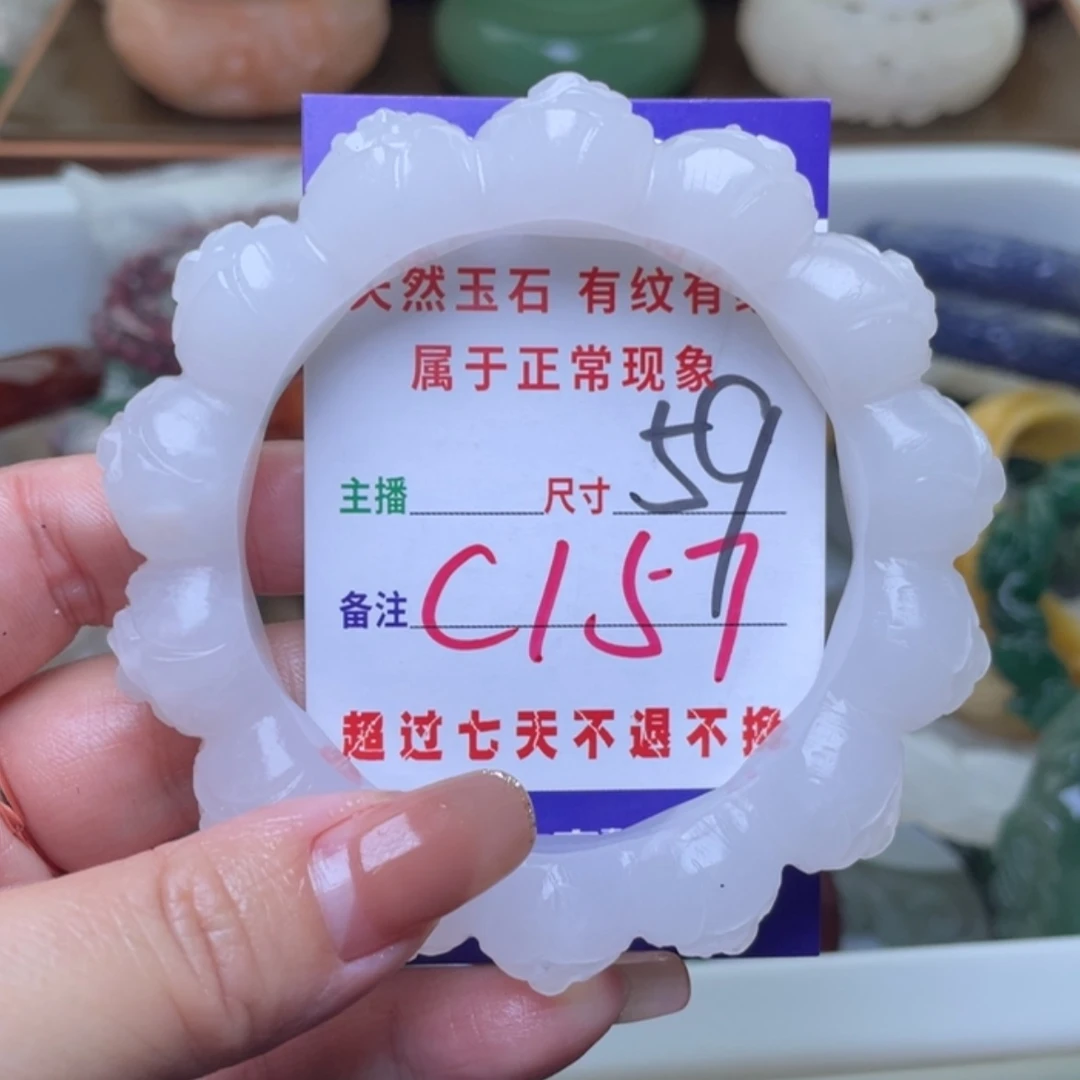 天然玉石 有纹有
属于正常现象
主播 尺寸 59
备注 C157
超过七天不退不换